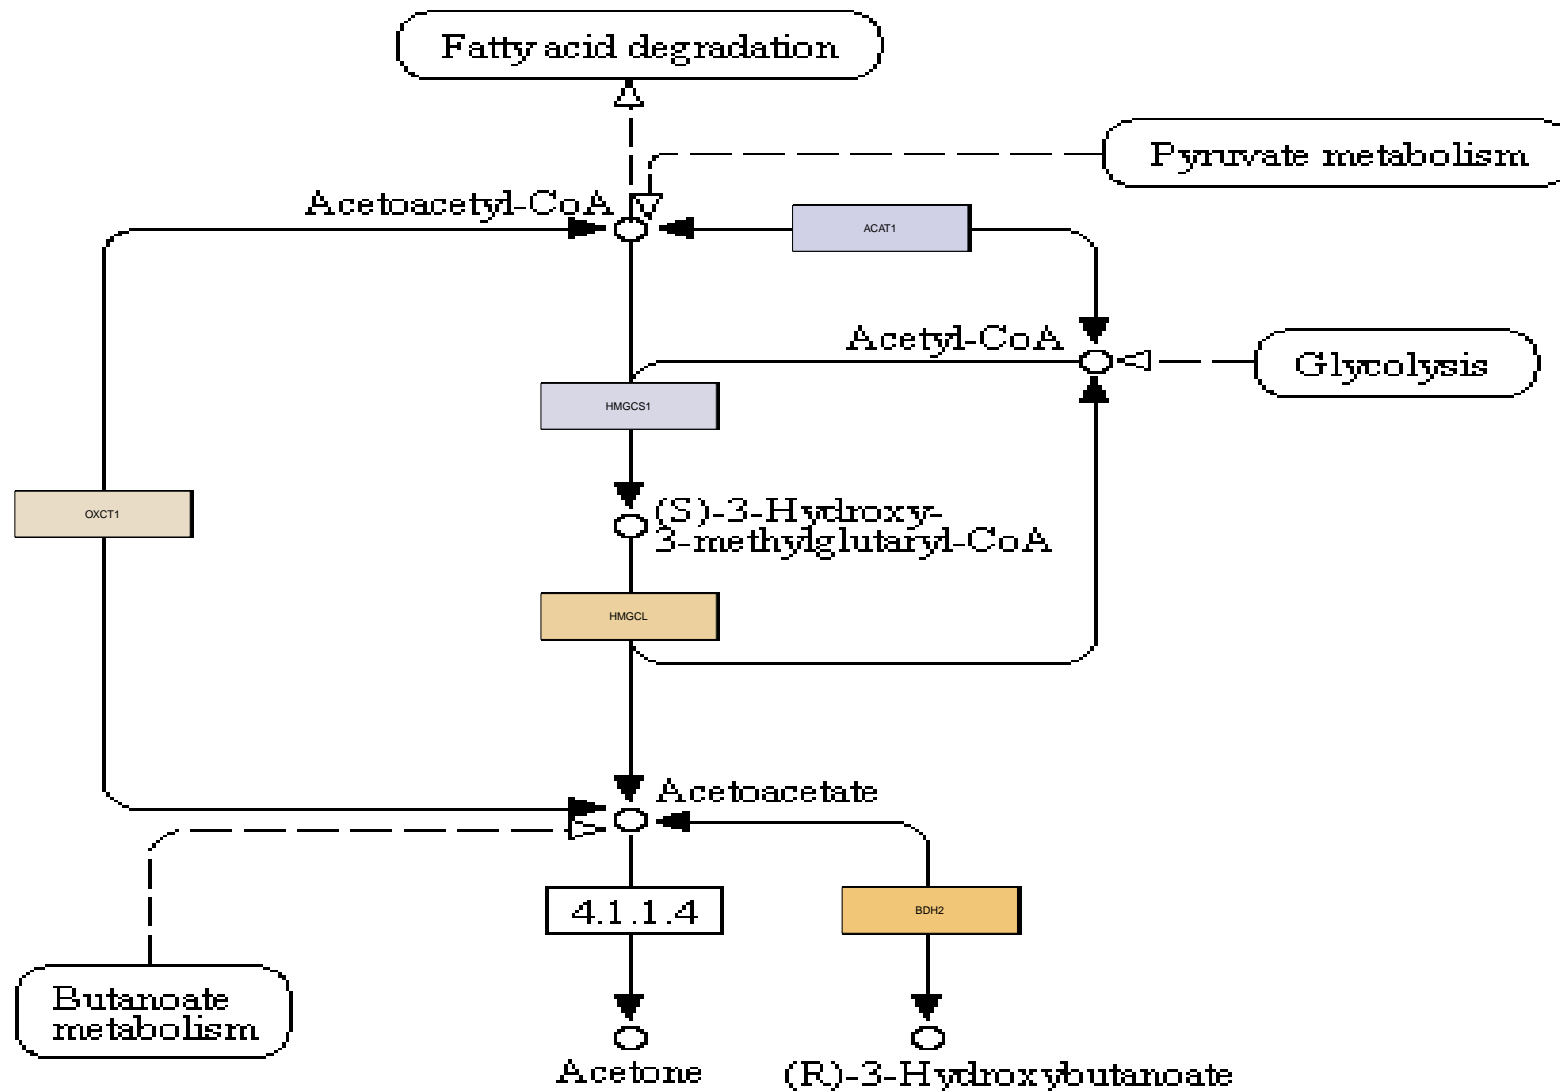 Fatty acid degradation
Pyruvate metabolism
Acetoacetyl-CoA
ACAT1
Acetyl-CoA
Glycolysis
HMGCS1
OXCT1
(S)-3-Hydroxy-
3-methylglutaryl-CoA
HMGCL
Acetoacetate
4.1.1.4
BDH2
Butanoate
metabolism
Acetone
(R)-3-Hydroxybutanoate